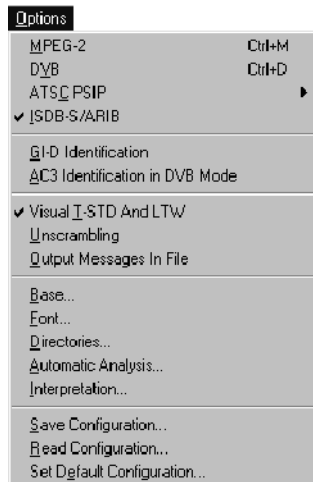 Options
MPEG-2 Ctrl+M
DVB Ctrl+D
ATSC PSIP
ISDB-S/ARIB
GI-D Identification
AC3 Identification in DVB Mode
Visual T-STD And LTW
Unscrambling
Output Messages In File
Base...
Font...
Directories...
Automatic Analysis...
Interpretation...
Save Configuration...
Read Configuration...
Set Default Configuration...